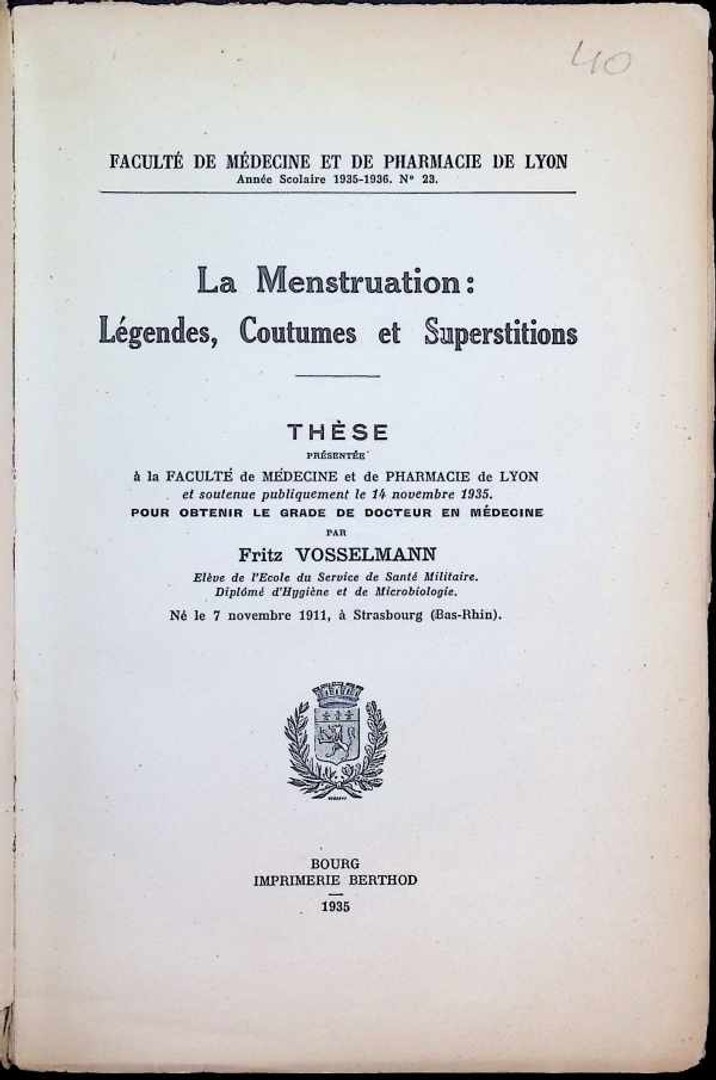 40
FACULTÉ DE MÉDECINE ET DE PHARMACIE DE LYON
Année Scolaire 1935-1936. N° 23.
La Menstruation :
Légendes, Coutumes et Superstitions
THÈSE
PRÉSENTÉE
à la FACULTÉ de MÉDECINE et de PHARMACIE de LYON
et soutenue publiquement le 14 novembre 1935.
POUR OBTENIR LE GRADE DE DOCTEUR EN MÉDECINE
PAR
Fritz VOSSELMANN
Elève de l'Ecole du Service de Santé Militaire.
Diplômé d'Hygiène et de Microbiologie.
Né le 7 novembre 1911, à Strasbourg (Bas-Rhin).
BOURG
IMPRIMERIE BERTHOD
1935